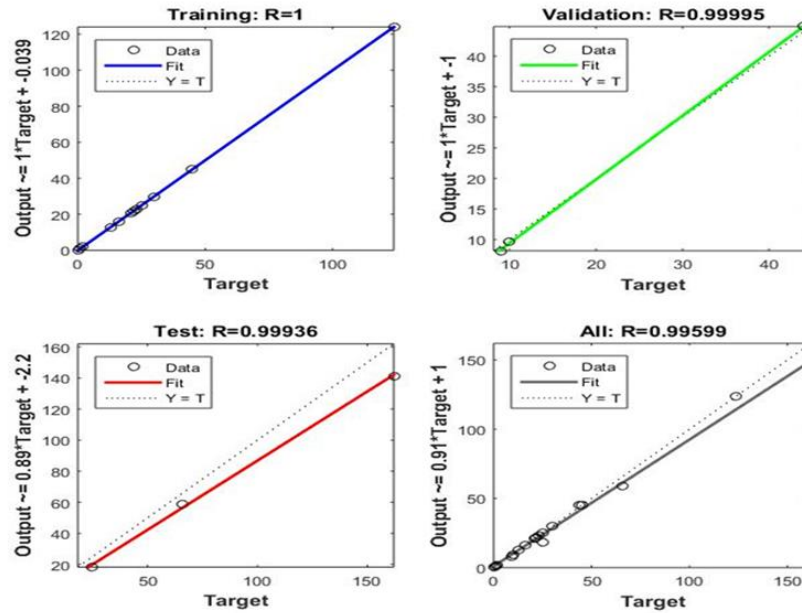 Training: R=1
Output ~= 1*Target + -0.039
120
100
80
60
40
20
0
Data
Fit
Y = T
0
50
100
Target
Validation: R=0.99995
Output ~= 1*Target + -1
45
40
35
30
25
20
15
10
Data
Fit
Y = T
10
20
30
40
Target
Test: R=0.99936
Output ~= 0.89*Target + -2.2
160
140
120
100
80
60
40
20
Data
Fit
Y = T
50
100
150
Target
All: R=0.99599
Output ~= 0.91*Target + 1
150
100
50
0
Data
Fit
Y = T
0
50
100
150
Target